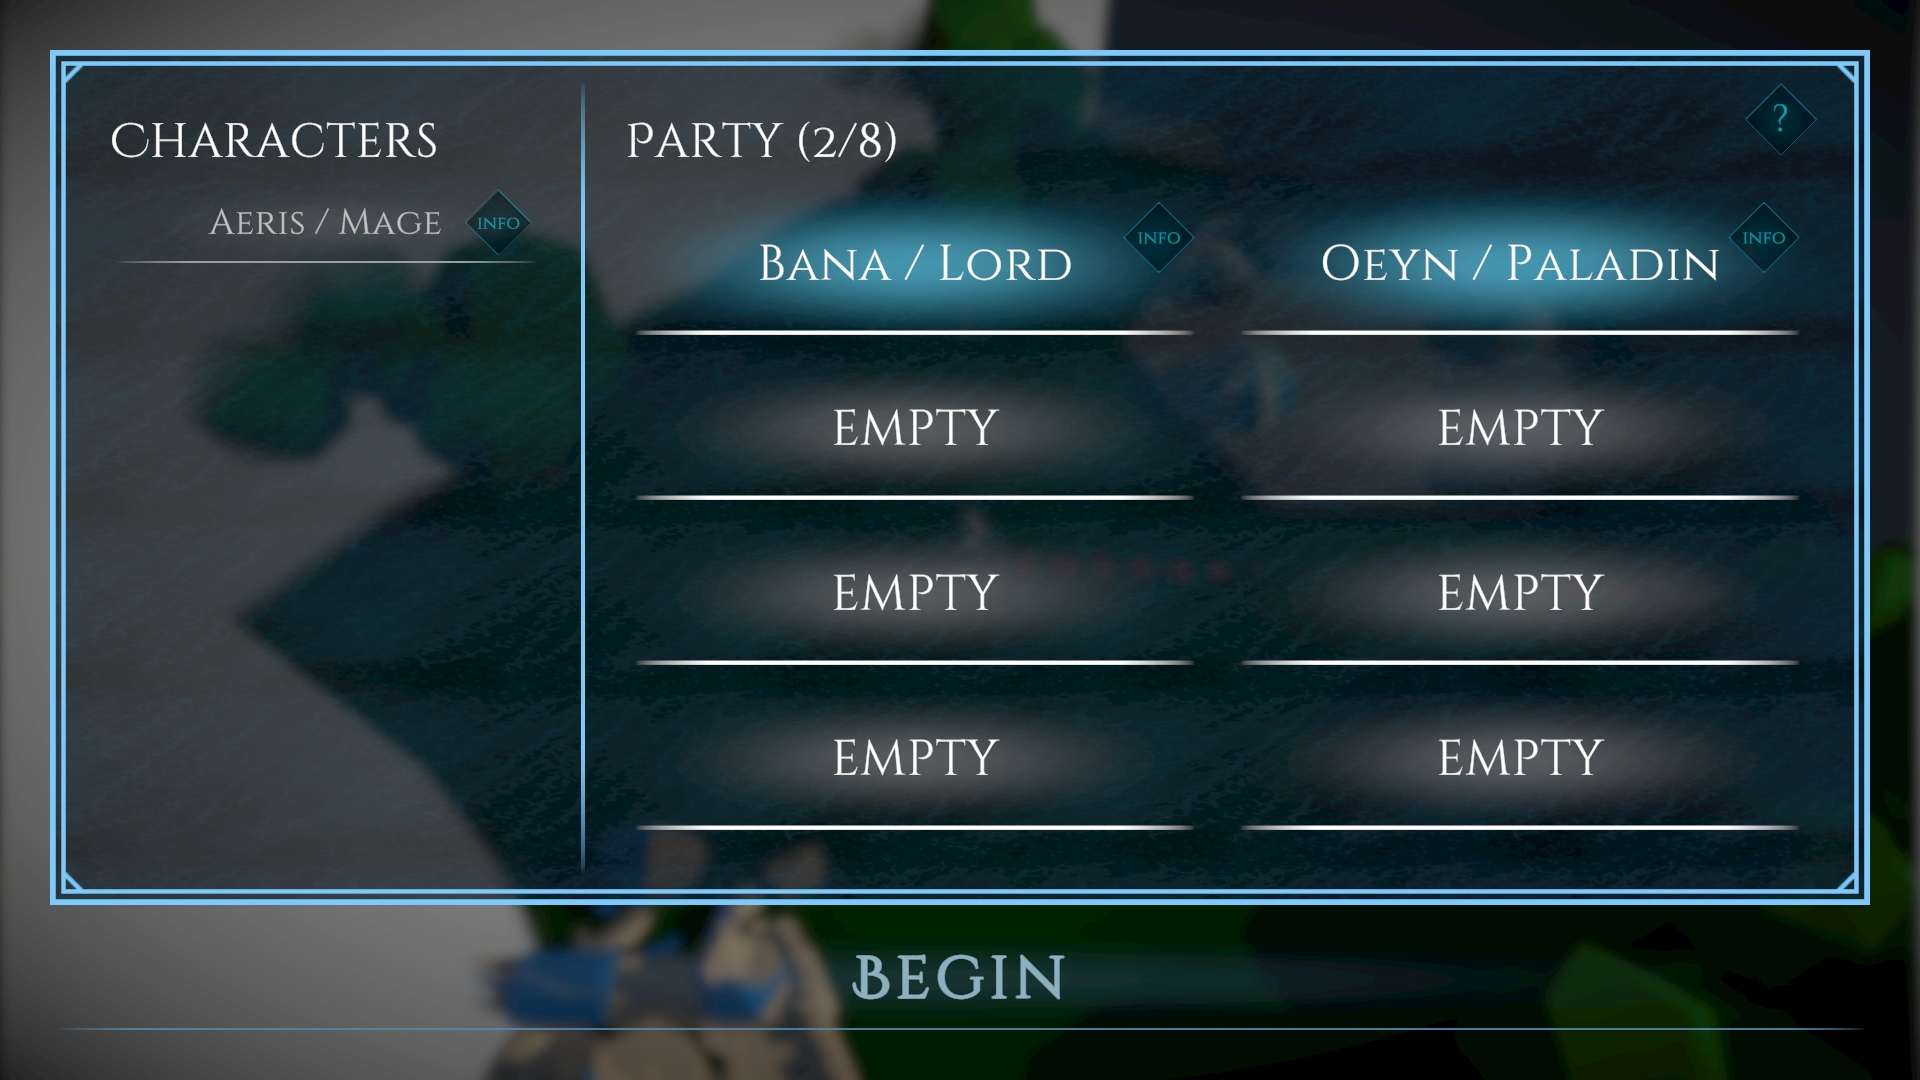 Characters
Aeris / Mage INFO
Party (2/8)
?
Bana / Lord INFO
Oeyn / Paladin INFO
EMPTY EMPTY
EMPTY EMPTY
EMPTY EMPTY
Begin